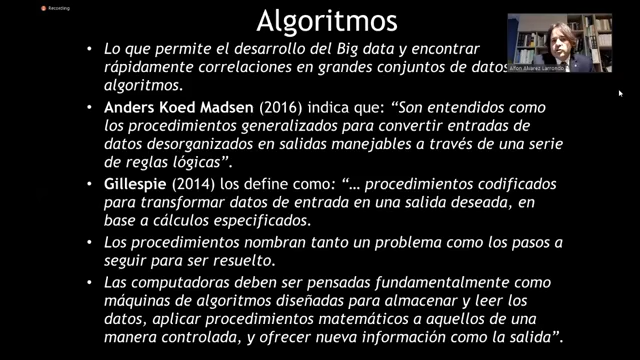 Recording
Algoritmos
• Lo que permite el desarrollo del Big data y encontrar
rápidamente correlaciones en grandes conjuntos de datos
algoritmos.
• Anders Koed Madsen (2016) indica que: “Son entendidos como
los procedimientos generalizados para convertir entradas de
datos desorganizados en salidas manejables a través de una serie
de reglas lógicas”.
• Gillespie (2014) los define como: “… procedimientos codificados
para transformar datos de entrada en una salida deseada, en
base a cálculos especificados.
• Los procedimientos nombran tanto un problema como los pasos a
seguir para ser resuelto.
• Las computadoras deben ser pensadas fundamentalmente como
máquinas de algoritmos diseñadas para almacenar y leer los
datos, aplicar procedimientos matemáticos a aquellos de una
manera controlada, y ofrecer nueva información como la salida”.